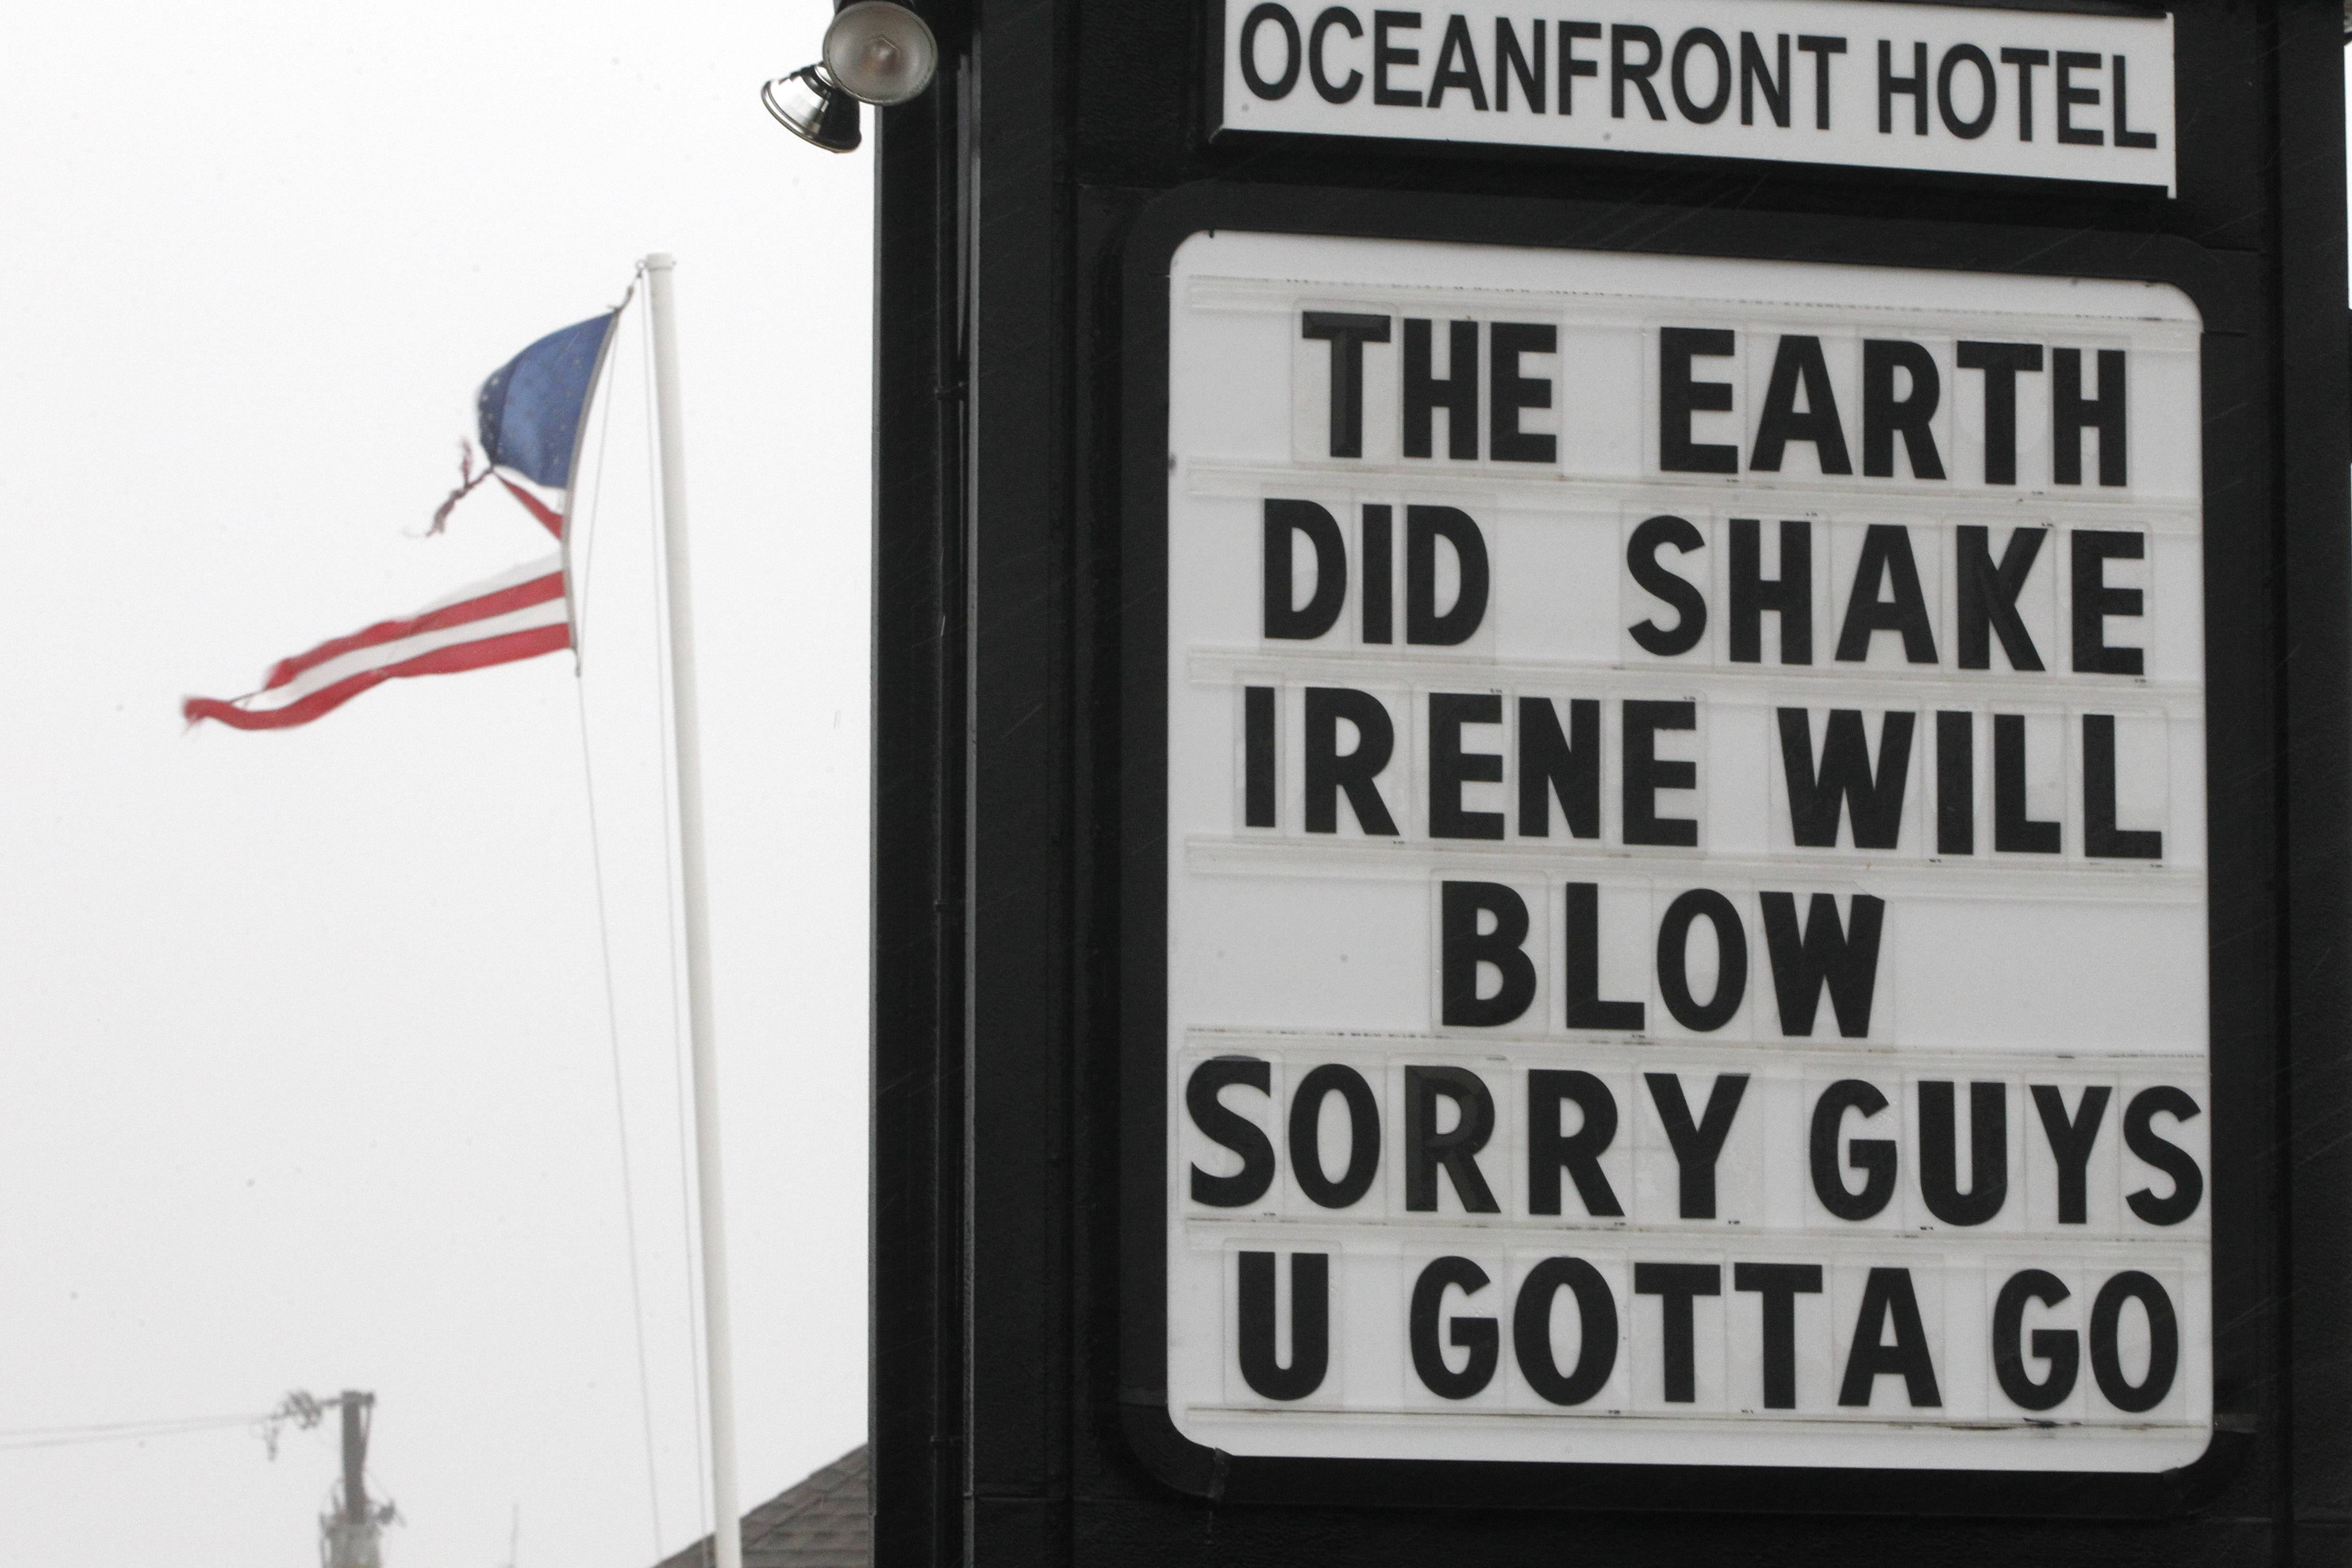 OCEANFRONT HOTEL
THE EARTH
DID SHAKE
IRENE WILL
BLOW
SORRY GUYS
U GOTTA GO